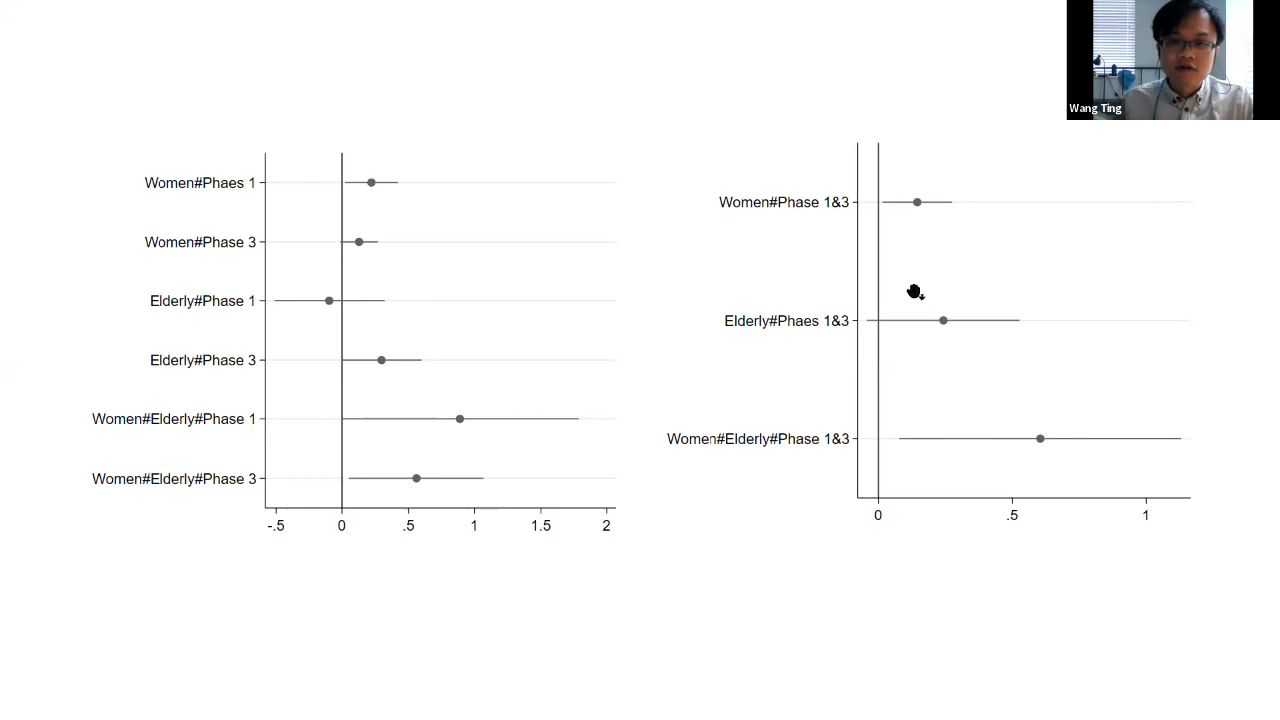 Wang Ting
Women#Phaes 1
Women#Phase 3
Elderly#Phase 1
Elderly#Phase 3
Women#Elderly#Phase 1
Women#Elderly#Phase 3
-.5 0 .5 1 1.5 2
Women#Phase 1&3
Elderly#Phaes 1&3
Women#Elderly#Phase 1&3
0 .5 1